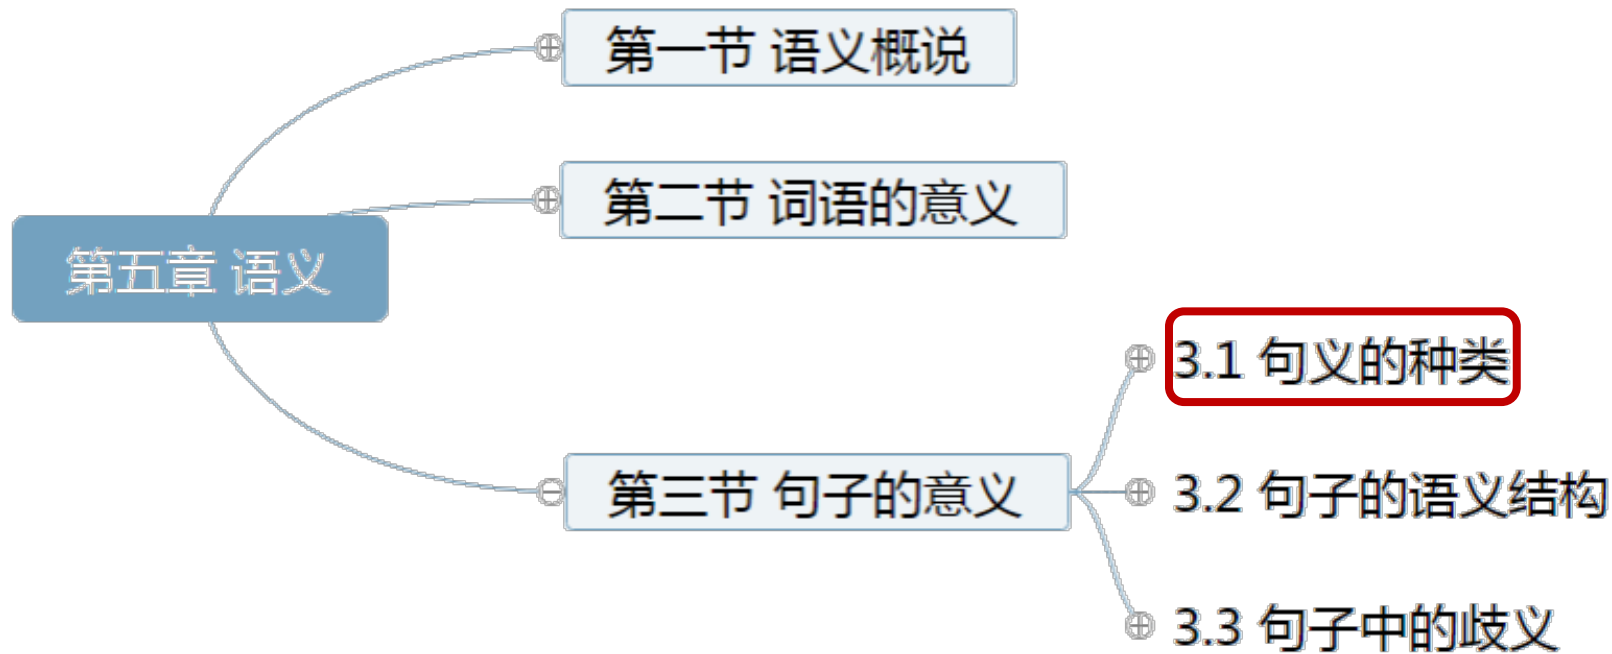 第一节 语义概说
第二节 词语的意义
第五章 语义
3.1 句义的种类
第三节 句子的意义
3.2 句子的语义结构
3.3 句子中的歧义